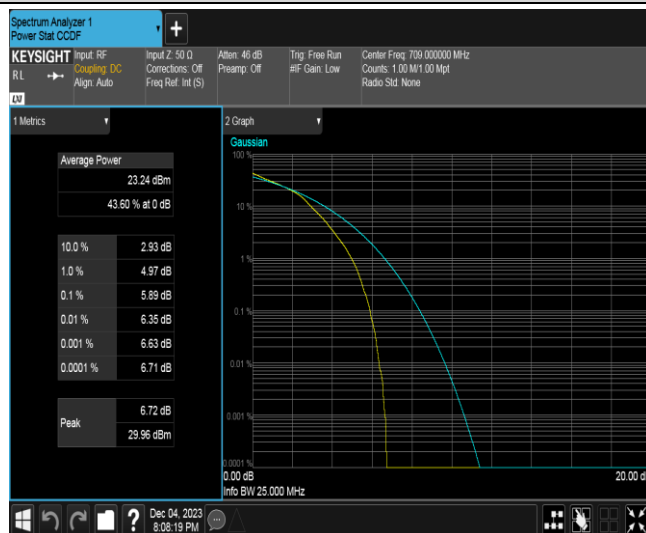 Spectrum Analyzer 1
Power Stat CCDF
KEYSIGHT
RL
LXI
Input: RF
Coupling: DC
Align: Auto
Input Z: 50 Ω
Corrections: Off
Freq Ref: Int (S)
Atten: 46 dB
Preamp: Off
Trig: Free Run
#IF Gain: Low
Center Freq: 709.000000 MHz
Counts: 1.00 M/1.00 Mpt
Radio Std: None
1 Metrics
Average Power
23.24 dBm
43.60 % at 0 dB
10.0 % 2.93 dB
1.0 % 4.97 dB
0.1 % 5.89 dB
0.01 % 6.35 dB
0.001 % 6.63 dB
0.0001 % 6.71 dB
Peak
6.72 dB
29.96 dBm
2 Graph
Gaussian
100 %
10 %
1 %
0.1 %
0.01 %
0.001 %
0.0001 %
0.00 dB
20.00 d
Info BW 25.000 MHz
?
Dec 04, 2023
8:08:19 PM